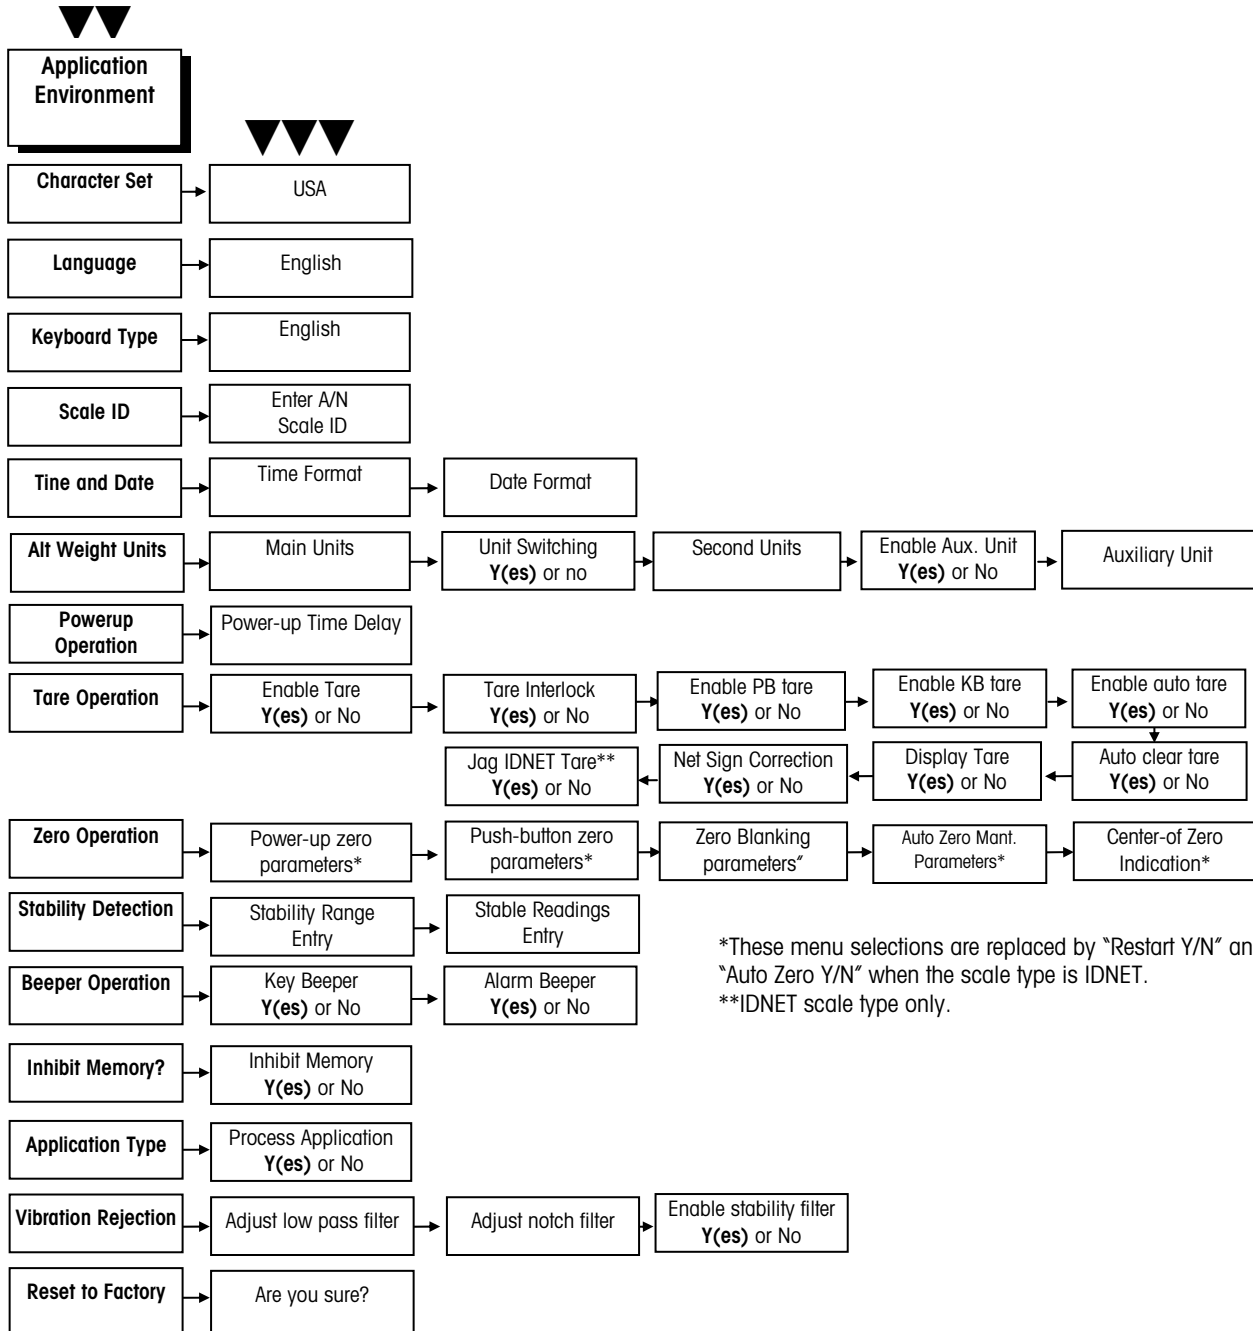 Application
Environment
Character Set
USA
Language
English
Keyboard Type
English
Scale ID
Enter A/N
Scale ID
Tine and Date
Time Format
Date Format
Alt Weight Units
Main Units
Unit Switching
Y(es) or no
Second Units
Enable Aux. Unit
Y(es) or No
Auxiliary Unit
Powerup
Operation
Power-up Time Delay
Tare Operation
Enable Tare
Y(es) or No
Tare Interlock
Y(es) or No
Enable PB tare
Y(es) or No
Enable KB tare
Y(es) or No
Enable auto tare
Y(es) or No
Auto clear tare
Y(es) or No
Display Tare
Y(es) or No
Net Sign Correction
Y(es) or No
Jag IDNET Tare**
Y(es) or No
Zero Operation
Power-up zero
parameters*
Push-button zero
parameters*
Zero Blanking
parameters″
Auto Zero Mant.
Parameters*
Center-of Zero
Indication*
Stability Detection
Stability Range
Entry
Stable Readings
Entry
*These menu selections are replaced by ‶Restart Y/N″ an
‶Auto Zero Y/N″ when the scale type is IDNET.
**IDNET scale type only.
Beeper Operation
Key Beeper
Y(es) or No
Alarm Beeper
Y(es) or No
Inhibit Memory?
Inhibit Memory
Y(es) or No
Application Type
Process Application
Y(es) or No
Vibration Rejection
Adjust low pass filter
Adjust notch filter
Enable stability filter
Y(es) or No
Reset to Factory
Are you sure?